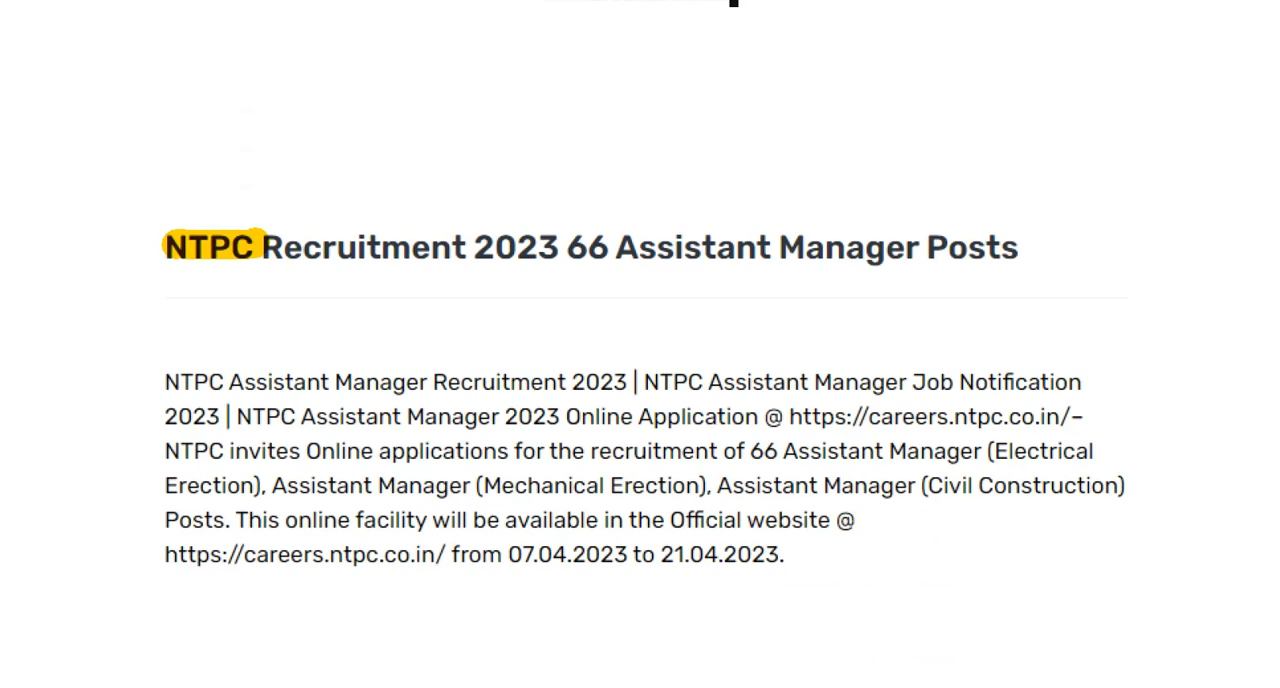 NTPC Recruitment 2023 66 Assistant Manager Posts
NTPC Assistant Manager Recruitment 2023 | NTPC Assistant Manager Job Notification
2023 | NTPC Assistant Manager 2023 Online Application @ https://careers.ntpc.co.in/–
NTPC invites Online applications for the recruitment of 66 Assistant Manager (Electrical
Erection), Assistant Manager (Mechanical Erection), Assistant Manager (Civil Construction)
Posts. This online facility will be available in the Official website @
https://careers.ntpc.co.in/ from 07.04.2023 to 21.04.2023.